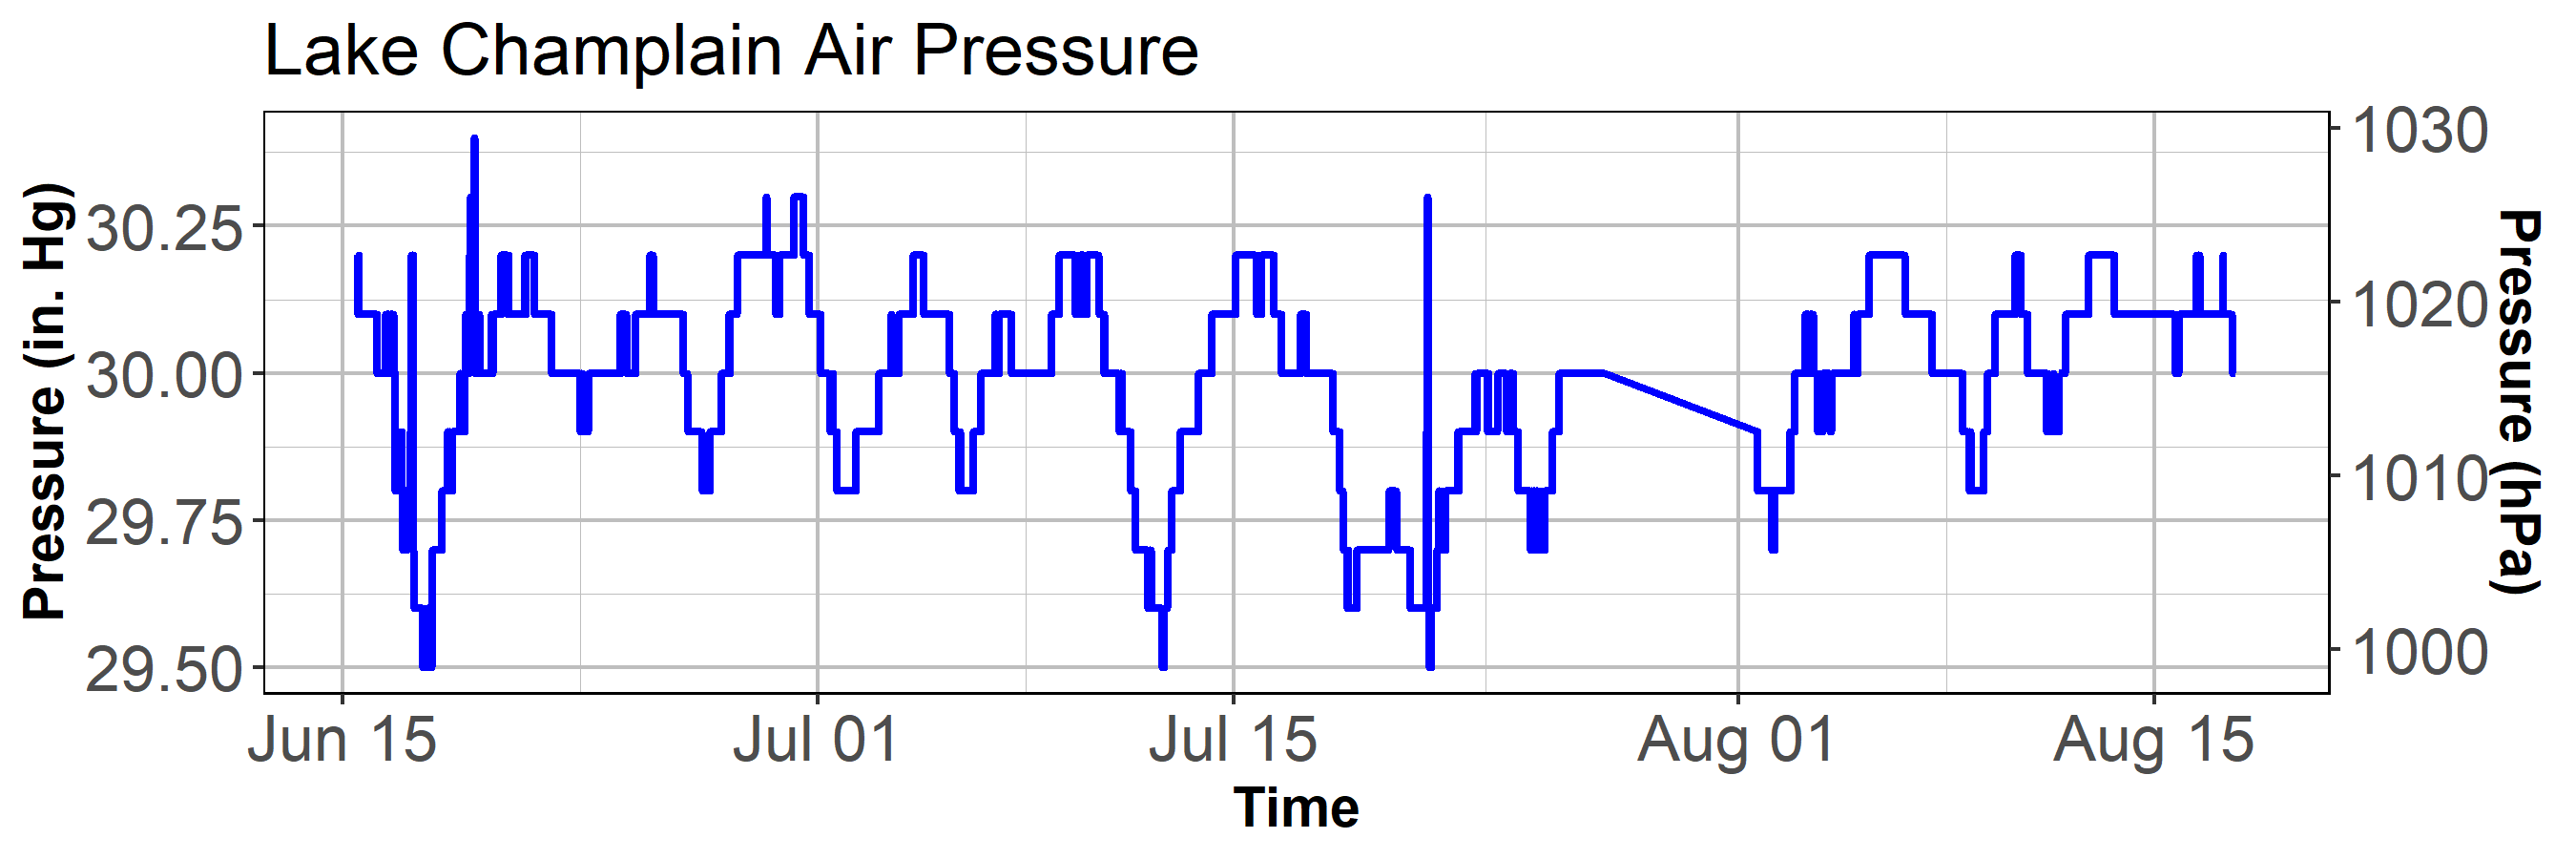 Lake Champlain Air Pressure
Pressure (in. Hg)
30.25
30.00
29.75
29.50
1030
1020
1010
1000
Pressure (hPa)
Jun 15 Jul 01 Jul 15 Aug 01 Aug 15
Time